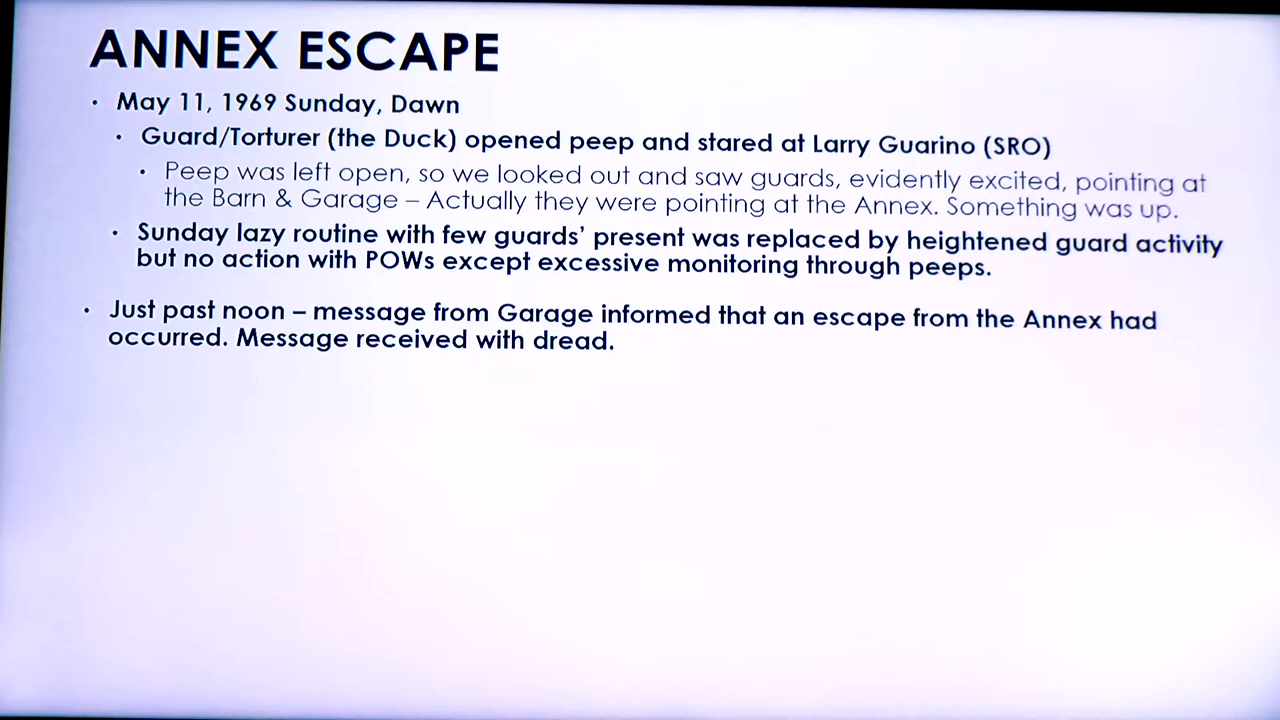 ANNEX ESCAPE
• May 11, 1969 Sunday, Dawn
• Guard/Torturer (the Duck) opened peep and stared at Larry Guarino (SRO)
• Peep was left open, so we looked out and saw guards, evidently excited, pointing at
the Barn & Garage – Actually they were pointing at the Annex. Something was up.
• Sunday lazy routine with few guards’ present was replaced by heightened guard activity
but no action with POWs except excessive monitoring through peeps.
• Just past noon – message from Garage informed that an escape from the Annex had
occurred. Message received with dread.